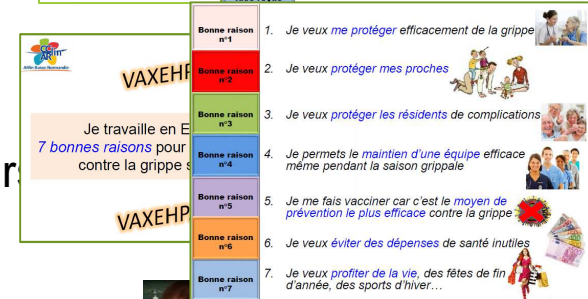 CClin
ARLIN
Arlin Basse Normandie
VAXEHP
Je travaille en E
7 bonnes raisons pour
contre la grippe s
VAXEHP
Bonne raison
n°1
1. Je veux me protéger efficacement de la grippe
Bonne raison
n°2
2. Je veux protéger mes proches
Bonne raison
n°3
3. Je veux protéger les résidents de complications
Bonne raison
n°4
4. Je permets le maintien d'une équipe efficace
même pendant la saison grippale
Bonne raison
n°5
5. Je me fais vacciner car c'est le moyen de
prévention le plus efficace contre la grippe
Bonne raison
n°6
6. Je veux éviter des dépenses de santé inutiles
Bonne raison
n°7
7. Je veux profiter de la vie, des fêtes de fin
d'année, des sports d'hiver…